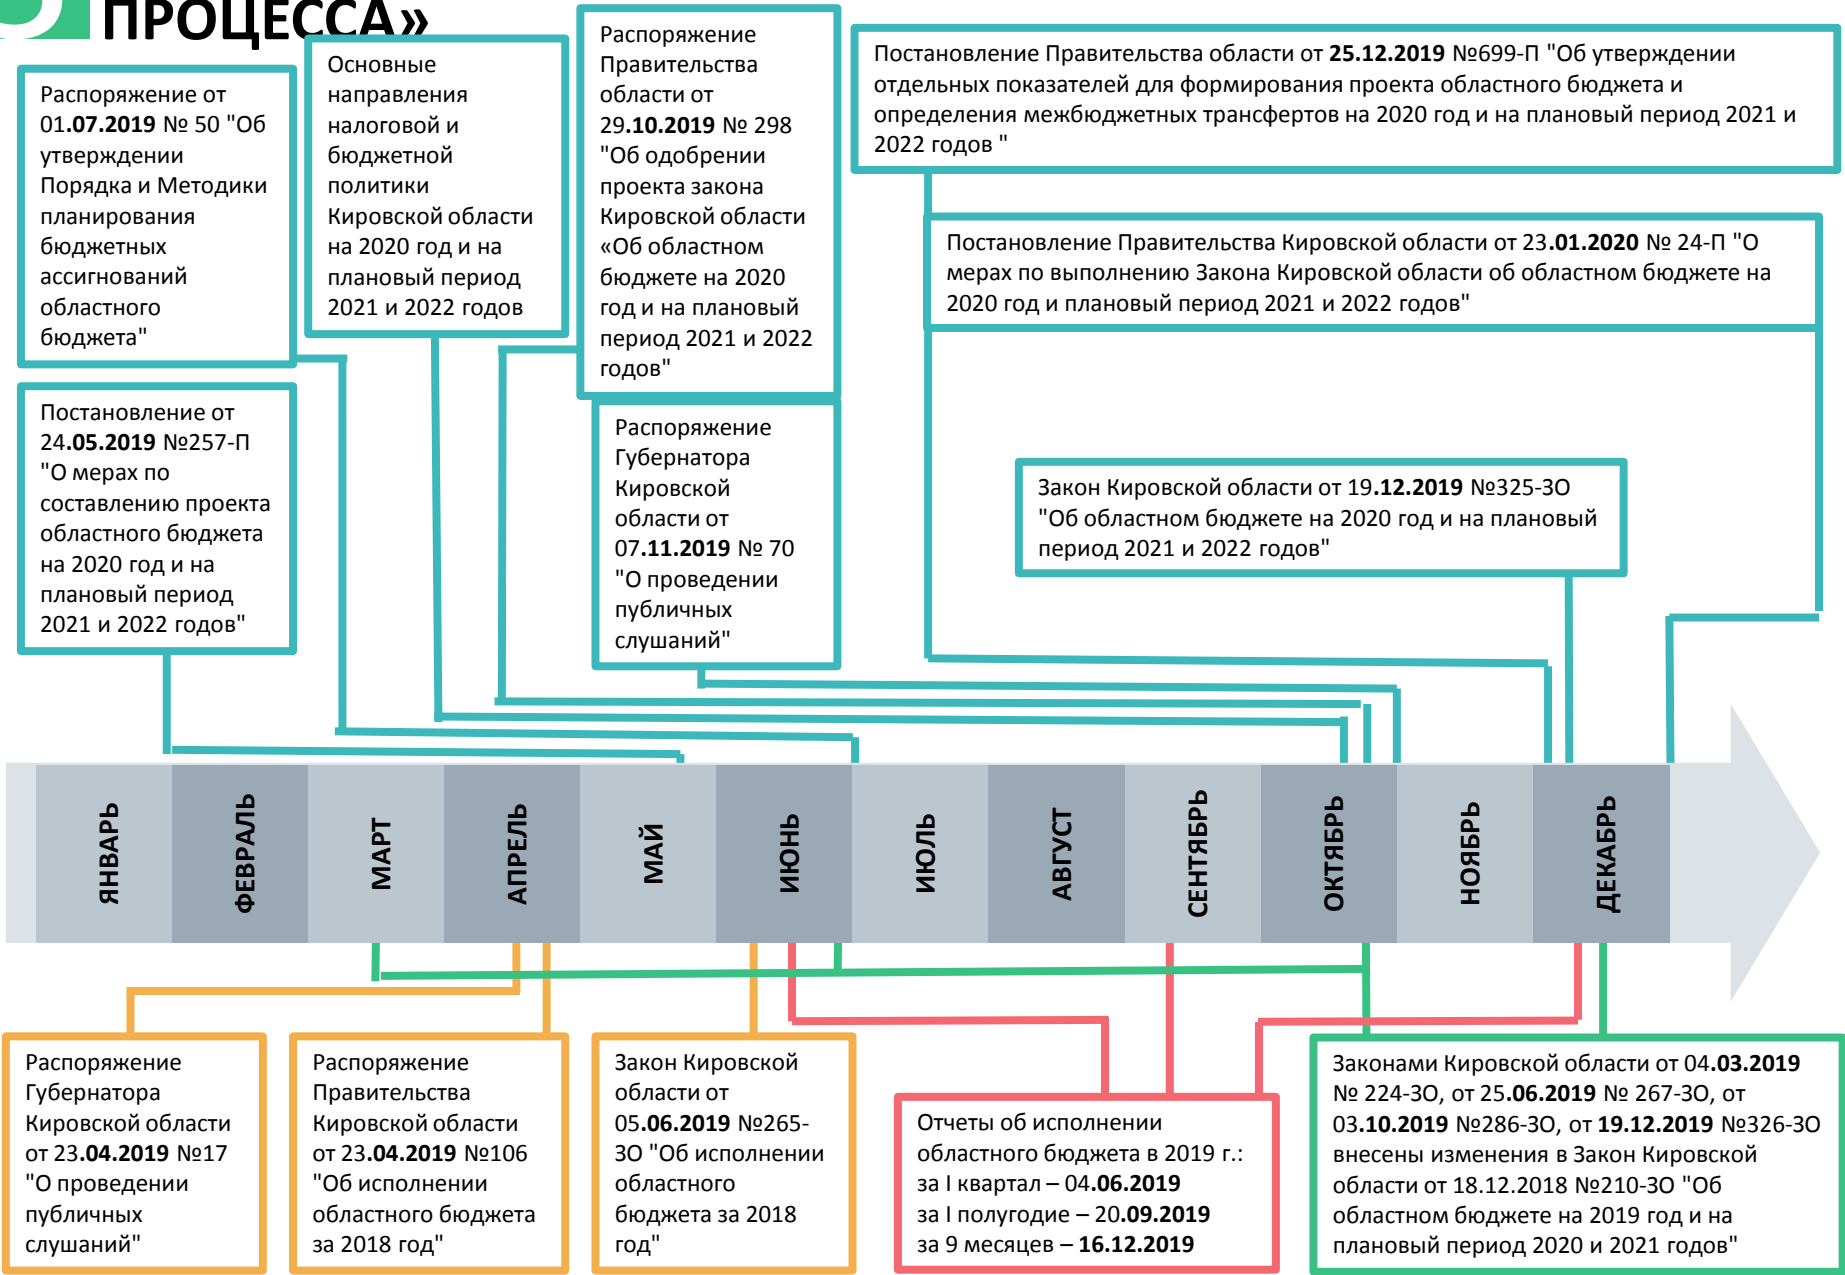 ПРОЦЕССА»
Распоряжение от
01.07.2019 № 50 "Об
утверждении
Порядка и Методики
планирования
бюджетных
ассигнований
областного
бюджета"
Основные
направления
налоговой и
бюджетной
политики
Кировской области
на 2020 год и на
плановый период
2021 и 2022 годов
Распоряжение
Правительства
области от
29.10.2019 № 298
"Об одобрении
проекта закона
Кировской области
«Об областном
бюджете на 2020
год и на плановый
период 2021 и 2022
годов"
Постановление Правительства области от 25.12.2019 №699-П "Об утверждении
отдельных показателей для формирования проекта областного бюджета и
определения межбюджетных трансфертов на 2020 год и на плановый период 2021 и
2022 годов "
Постановление Правительства Кировской области от 23.01.2020 № 24-П "О
мерах по выполнению Закона Кировской области об областном бюджете на
2020 год и плановый период 2021 и 2022 годов"
Постановление от
24.05.2019 №257-П
"О мерах по
составлению проекта
областного бюджета
на 2020 год и на
плановый период
2021 и 2022 годов"
Распоряжение
Губернатора
Кировской
области от
07.11.2019 № 70
"О проведении
публичных
слушаний"
Закон Кировской области от 19.12.2019 №325-ЗО
"Об областном бюджете на 2020 год и на плановый
период 2021 и 2022 годов"
ЯНВАРЬ
ФЕВРАЛЬ
МАРТ
АПРЕЛЬ
МАЙ
ИЮНЬ
ИЮЛЬ
АВГУСТ
СЕНТЯБРЬ
ОКТЯБРЬ
НОЯБРЬ
ДЕКАБРЬ
Распоряжение
Губернатора
Кировской области
от 23.04.2019 №17
"О проведении
публичных
слушаний"
Распоряжение
Правительства
Кировской области
от 23.04.2019 №106
"Об исполнении
областного бюджета
за 2018 год"
Закон Кировской
области от
05.06.2019 №265-
ЗО "Об исполнении
областного
бюджета за 2018
год"
Отчеты об исполнении
областного бюджета в 2019 г.:
за I квартал – 04.06.2019
за I полугодие – 20.09.2019
за 9 месяцев – 16.12.2019
Законами Кировской области от 04.03.2019
№ 224-ЗО, от 25.06.2019 № 267-ЗО, от
03.10.2019 №286-ЗО, от 19.12.2019 №326-ЗО
внесены изменения в Закон Кировской
области от 18.12.2018 №210-ЗО "Об
областном бюджете на 2019 год и на
плановый период 2020 и 2021 годов"